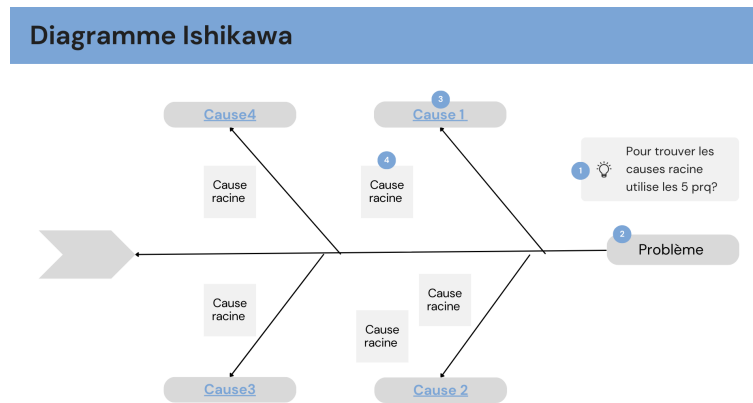 Diagramme Ishikawa
3
Cause4
Cause 1
4
Pour trouver les
causes racine
utilise les 5 prq?
1
Cause
racine
Cause
racine
2
Problème
Cause
racine
Cause
racine
Cause
racine
Cause3
Cause 2